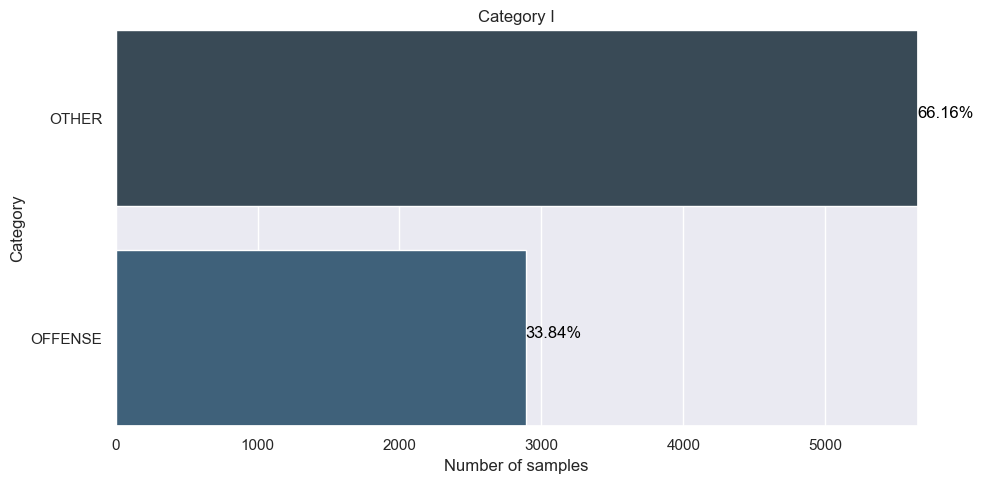 Category I
OTHER
66.16%
Category
OFFENSE
33.84%
0 1000 2000 3000 4000 5000
Number of samples